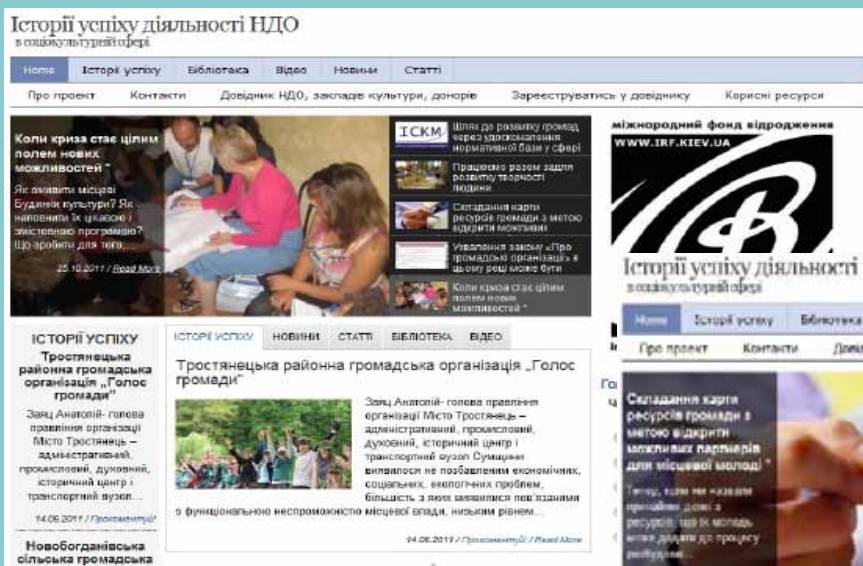 Історії успіху діяльності НДО
в соціокультурній сфері
Home Історії успіху Бібліотека Відео Новини Статті
Про проект Контакти Довідник НДО, закладів культури, донорів Зареєструватись у довіднику Корисні ресурси
Коли криза стає цілим
полем нових
можливостей "
Як оживити місцеві
Будинки культури? Як
наповнити їх цікавою і
змістовною програмою?
Що зробити для того,...
25.10.2011 / Read More
ІСКМ
Шлях до розвитку громад
через удосконалення
нормативної бази у сфері
Працюємо разом задля
розвитку творчості
людини
Складання карти
ресурсів громади з метою
відкрити можливих
Ухвалення закону «Про
громадські організації» в
цьому році може бути
Коли криза стає цілим
полем нових
можливостей "
міжнародний фонд відродження
WWW.IRF.KIEV.UA
ІСТОРІЇ УСПІХУ
Тростянецька
районна громадська
організація „Голос
громади"
Заяц Анатолій- голова
правління організації
Місто Тростянець –
адміністративний,
промисловий, духовний,
історичний центр і
транспортний вузол...
14.06.2011 / Прокоментуй!
Новобогданівська
сільська громадська
ІСТОРІЇ УСПІХУ НОВИНИ СТАТТІ БІБЛІОТЕКА ВІДЕО
Тростянецька районна громадська організація „Голос
громади"
Заяц Анатолій- голова правління
організації Місто Тростянець –
адміністративний, промисловий,
духовний, історичний центр і
транспортний вузол Сумщини
виявилося не позбавленим економічних,
соціальних, екологічних проблем,
більшість з яких виявилися пов'язаними
з функціональною неспроможністю місцевої влади, низьким рівнем...
14.06.2011 / Прокоментуй! / Read More
Історії успіху діяльності
в соціокультурній сфері
Home Історії успіху Бібліотека
Про проект Контакти
Складання карти
ресурсів громади з
метою відкрити
можливих партнерів
для місцевої молоді "